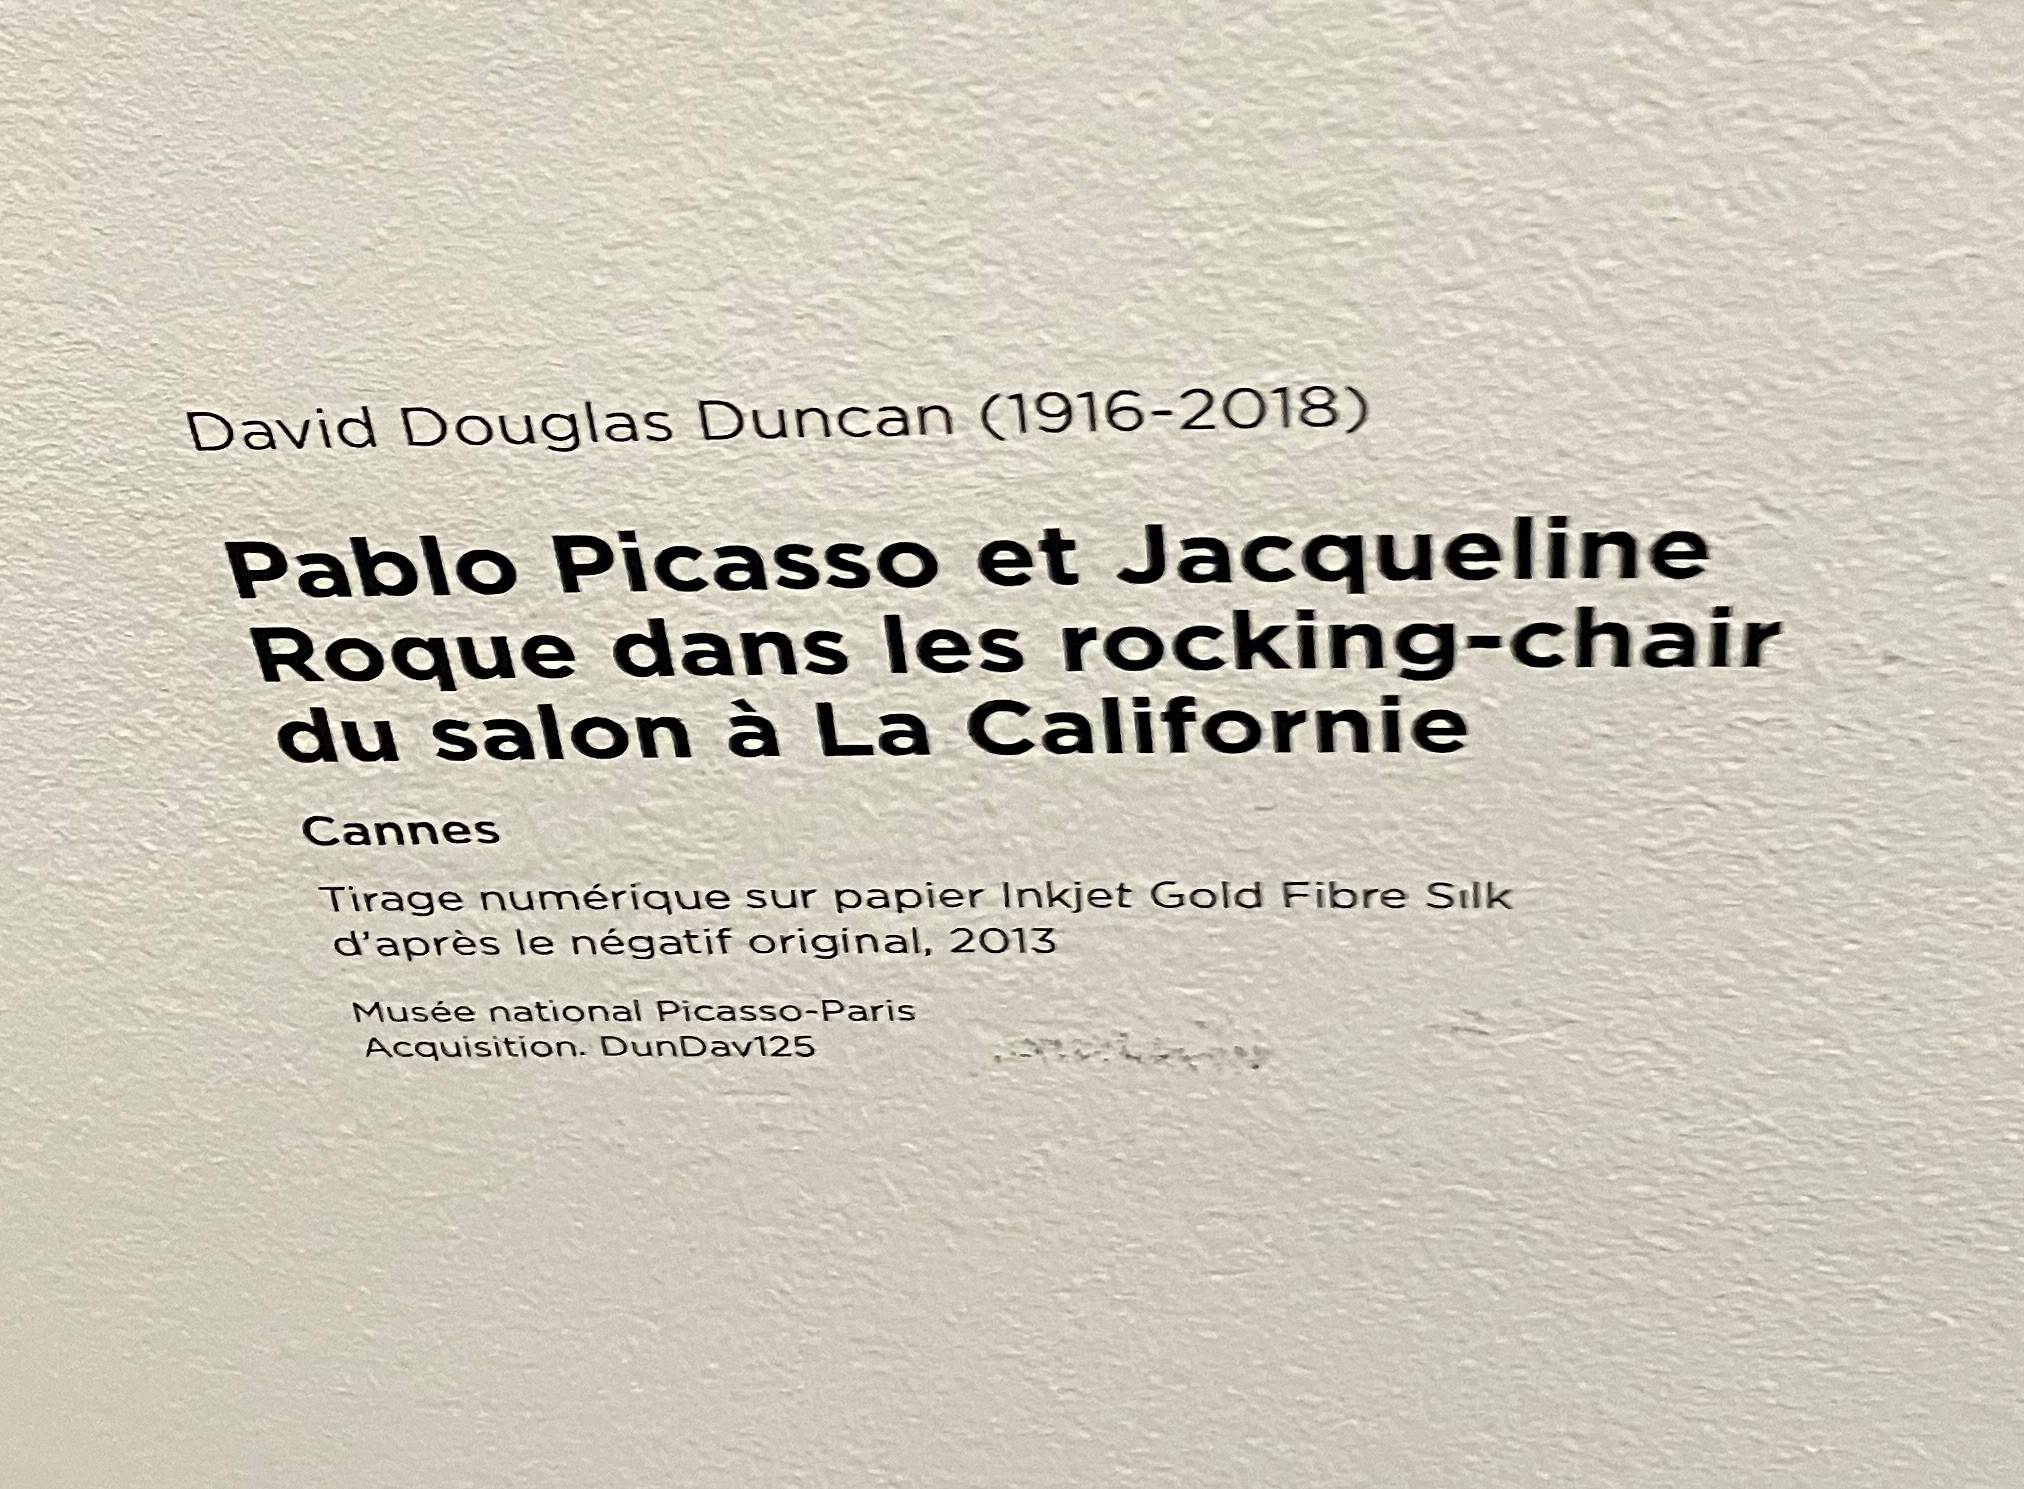 David Douglas Duncan (1916-2018)
Pablo Picasso et Jacqueline
Roque dans les rocking-chair
du salon à La Californie
Cannes
Tirage numérique sur papier Inkjet Gold Fibre Silk
d'après le négatif original, 2013
Musée national Picasso-Paris
Acquisition. DunDav125